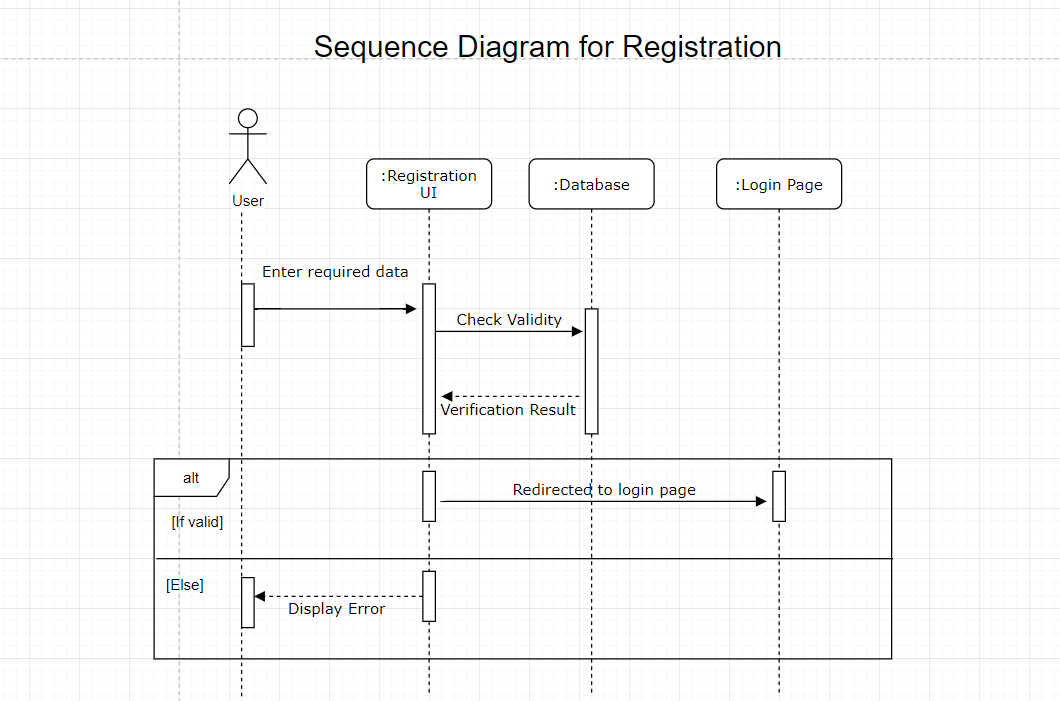 Sequence Diagram for Registration
:Registration
UI
:Database
:Login Page
User
Enter required data
Check Validity
Verification Result
alt
Redirected to login page
[If valid]
[Else]
Display Error